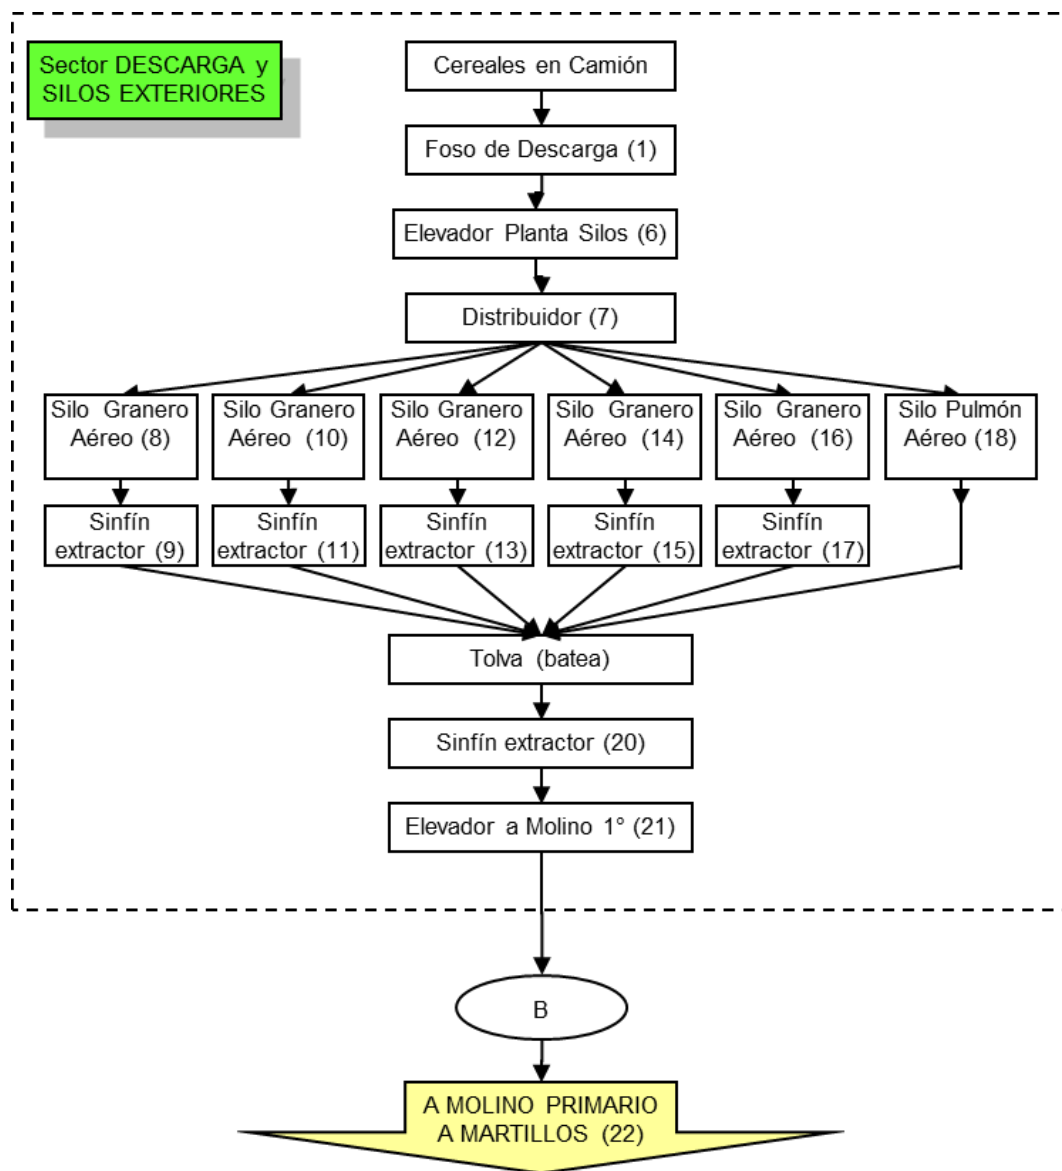 Sector DESCARGA y
SILOS EXTERIORES
Cereales en Camión
Foso de Descarga (1)
Elevador Planta Silos (6)
Distribuidor (7)
Silo Granero
Aéreo (8)
Silo Granero
Aéreo (10)
Silo Granero
Aéreo (12)
Silo Granero
Aéreo (14)
Silo Granero
Aéreo (16)
Silo Pulmón
Aéreo (18)
Sinfín
extractor (9)
Sinfín
extractor (11)
Sinfín
extractor (13)
Sinfín
extractor (15)
Sinfín
extractor (17)
Tolva (batea)
Sinfín extractor (20)
Elevador a Molino 1° (21)
B
A MOLINO PRIMARIO
A MARTILLOS (22)